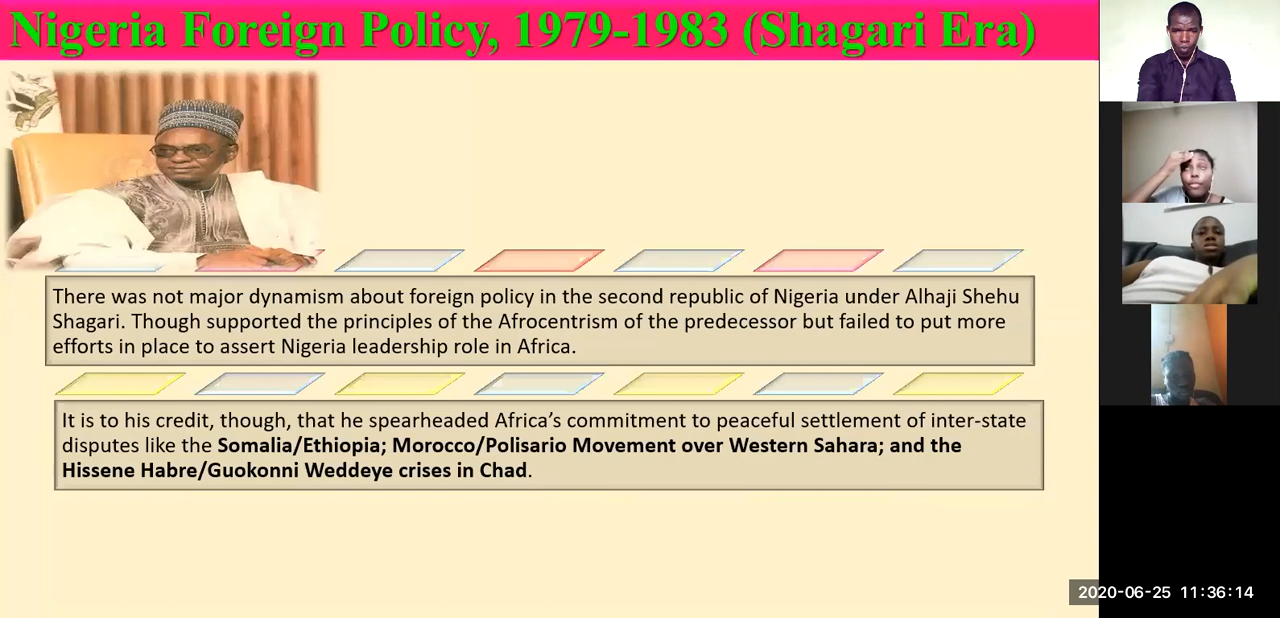 Nigeria Foreign Policy, 1979-1983 (Shagari Era)
There was not major dynamism about foreign policy in the second republic of Nigeria under Alhaji Shehu
Shagari. Though supported the principles of the Afrocentrism of the predecessor but failed to put more
efforts in place to assert Nigeria leadership role in Africa.
It is to his credit, though, that he spearheaded Africa’s commitment to peaceful settlement of inter-state
disputes like the Somalia/Ethiopia; Morocco/Polisario Movement over Western Sahara; and the
Hissene Habre/Guokonni Weddeye crises in Chad.
2020-06-25 11:36:14